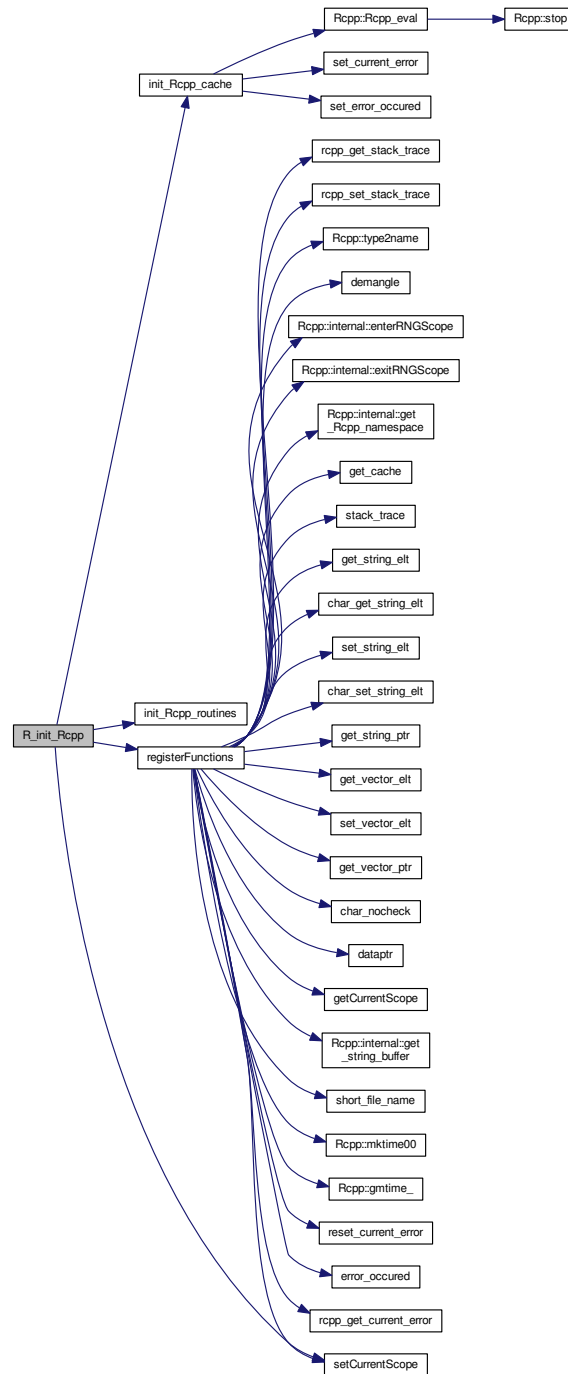 Rcpp::Rcpp_eval
Rcpp::stop
set_current_error
init_Rcpp_cache
set_error_occured
rcpp_get_stack_trace
rcpp_set_stack_trace
Rcpp::type2name
demangle
Rcpp::internal::enterRNGScope
Rcpp::internal::exitRNGScope
Rcpp::internal::get
_Rcpp_namespace
get_cache
stack_trace
get_string_elt
char_get_string_elt
set_string_elt
char_set_string_elt
init_Rcpp_routines
R_init_Rcpp
get_string_ptr
registerFunctions
get_vector_elt
set_vector_elt
get_vector_ptr
char_nocheck
dataptr
getCurrentScope
Rcpp::internal::get
_string_buffer
short_file_name
Rcpp::mktime00
Rcpp::gmtime_
reset_current_error
error_occured
rcpp_get_current_error
setCurrentScope